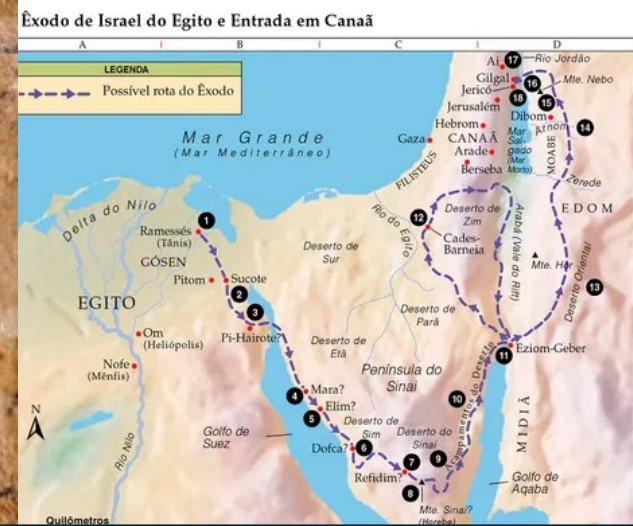 Êxodo de Israel do Egito e Entrada em Canaã
A
B
C
D
LEGENDA
Possível rota do Êxodo
Mar Grande
(Mar Mediterrâneo)
Ai
17
Rio Jordão
Gilgal
16
Mte. Nebo
Jericó
18
15
Jerusalém
Dibom
14
Hebrom
Arnom
CANAÃ
Mar Sal-
gado
(Mar
Morto)
MOABE
Gaza
Arade
FILISTEUS
Berseba
Zerede
Delta do Nilo
1
Ramessés
(Tânis)
GÓSEN
Rio do Egito
12
Deserto de
Zim
EDOM
Cades-
Barneia
Arabá (Vale do Rift)
Deserto de
Sur
Mte. Hor
Deserto Oriental
13
Pitom
Sucote
2
EGITO
3
Pi-Hairote?
Deserto de
Parã
Om
(Heliópolis)
Deserto de
Etã
Eziom-Geber
11
Nofe
(Mênfis)
Península do
Sinai
Mara?
4
10
Acampamentos do Deserto
Elim?
5
MIDIÃ
N
Golfo de
Suez
Deserto de
Sim
Deserto do
Sinai
Dofca?
6
7
9
Refidim?
8
Golfo de
Aqaba
Rio Nilo
Mte. Sinai?
(Horebe)
Quilômetros